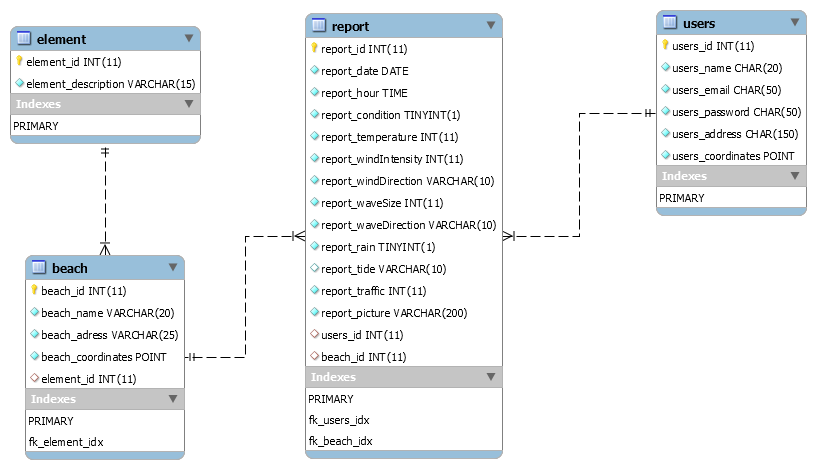 element
element_id INT(11)
element_description VARCHAR(15)
Indexes
PRIMARY
beach
beach_id INT(11)
beach_name VARCHAR(20)
beach_adress VARCHAR(25)
beach_coordinates POINT
element_id INT(11)
Indexes
PRIMARY
fk_element_idx
report
report_id INT(11)
report_date DATE
report_hour TIME
report_condition TINYINT(1)
report_temperature INT(11)
report_windIntensity INT(11)
report_windDirection VARCHAR(10)
report_waveSize INT(11)
report_waveDirection VARCHAR(10)
report_rain TINYINT(1)
report_tide VARCHAR(10)
report_traffic INT(11)
report_picture VARCHAR(200)
users_id INT(11)
beach_id INT(11)
Indexes
PRIMARY
fk_users_idx
fk_beach_idx
users
users_id INT(11)
users_name CHAR(20)
users_email CHAR(50)
users_password CHAR(50)
users_address CHAR(150)
users_coordinates POINT
Indexes
PRIMARY